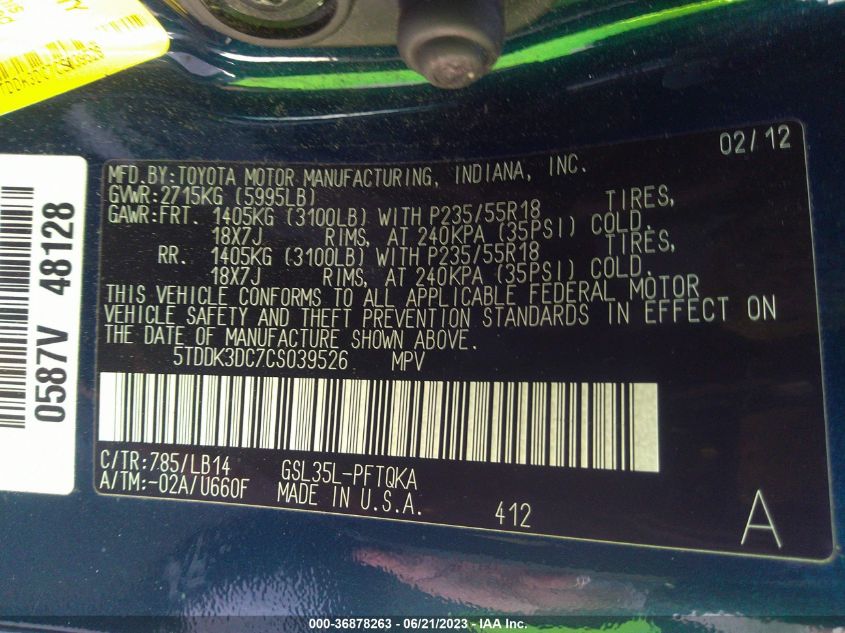 TDDK3DC7CS039526
0587V 48128
02/12
MFD.BY:TOYOTA MOTOR MANUFACTURING, INDIANA, INC.
GVWR:2715KG (5995LB)
GAWR:FRT. 1405KG (3100LB) WITH P235/55R18 TIRES,
18X7J RIMS, AT 240KPA (35PSI) COLD.
RR. 1405KG (3100LB) WITH P235/55R18 TIRES,
18X7J RIMS, AT 240KPA (35PSI) COLD.
THIS VEHICLE CONFORMS TO ALL APPLICABLE FEDERAL MOTOR
VEHICLE SAFETY AND THEFT PREVENTION STANDARDS IN EFFECT ON
THE DATE OF MANUFACTURE SHOWN ABOVE.
5TDDK3DC7CS039526 MPV
C/TR:785/LB14 GSL35L-PFTQKA
A/TM:-02A/U660F MADE IN U.S.A.
412
A
000-36878263 - 06/21/2023 - IAA Inc.